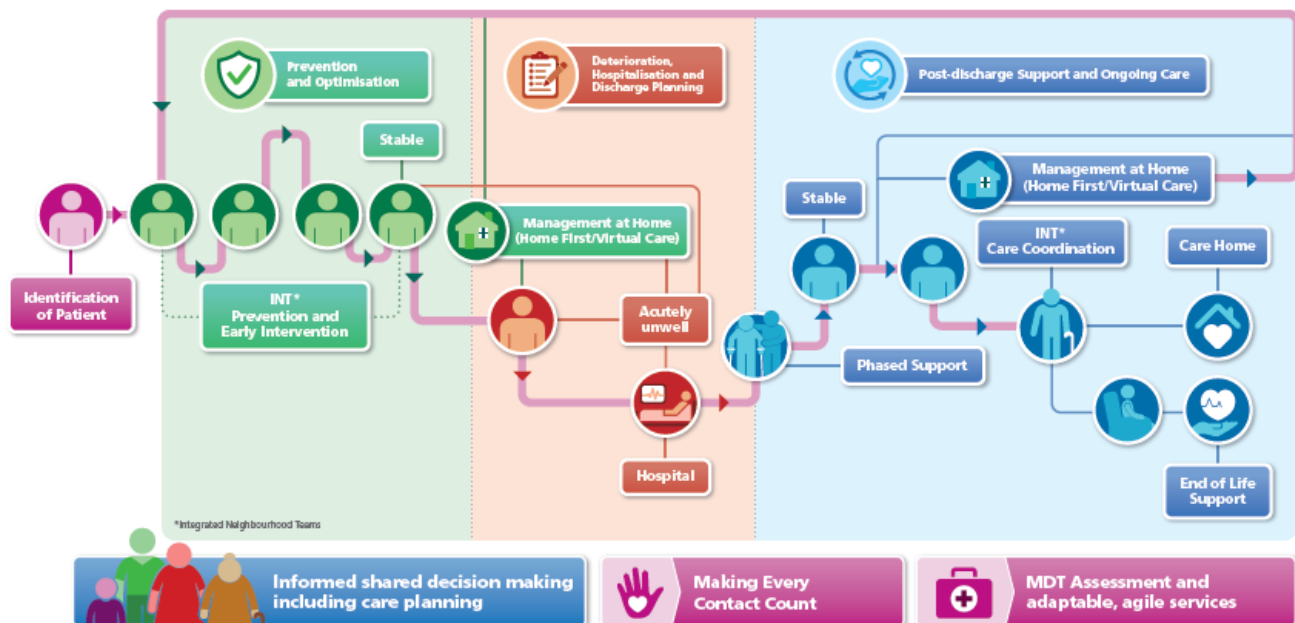 Prevention
and Optimisation
Deterioration,
Hospitalisation and
Discharge Planning
Post-discharge Support and Ongoing Care
Stable
Management at Home
(Home First/Virtual Care)
Identification
of Patient
INT*
Prevention and
Early Intervention
Acutely
unwell
Hospital
Stable
Management at Home
(Home First/Virtual Care)
INT*
Care Coordination
Care Home
Phased Support
End of Life
Support
*Integrated Neighbourhood Teams
Informed shared decision making
including care planning
Making Every
Contact Count
MDT Assessment and
adaptable, agile services